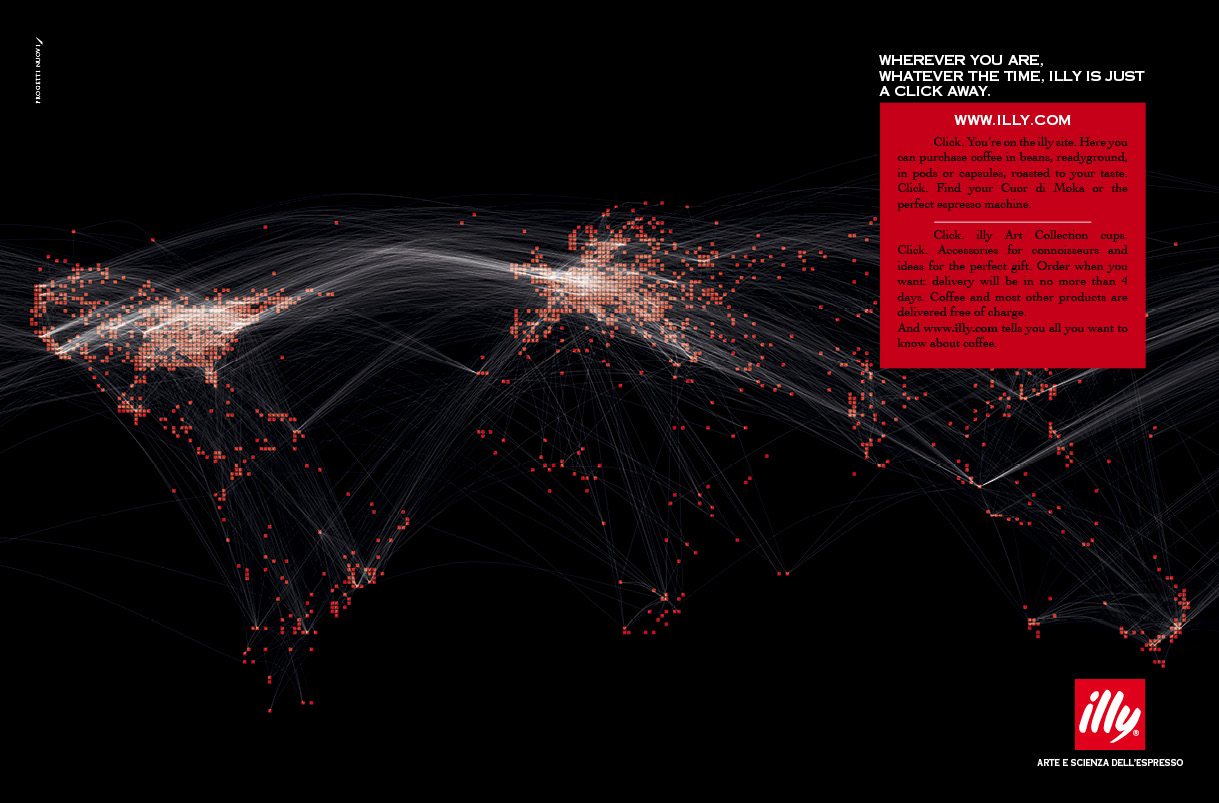 PROGETTI NUOVI
WHEREVER YOU ARE,
WHATEVER THE TIME, ILLY IS JUST
A CLICK AWAY.
WWW.ILLY.COM
Click. You're on the illy site. Here you
can purchase coffee in beans, readyground,
in pods or capsules, roasted to your taste.
Click. Find your Cuor di Moka or the
perfect espresso machine.
Click. illy Art Collection cups.
Click. Accessories for connoisseurs and
ideas for the perfect gift. Order when you
want: delivery will be in no more than 4
days. Coffee and most other products are
delivered free of charge.
And www.illy.com tells you all you want to
know about coffee.
illy®
ARTE E SCIENZA DELL'ESPRESSO